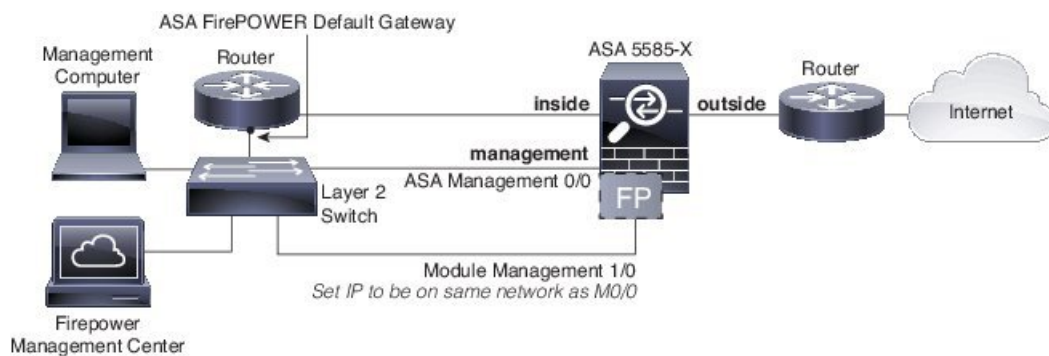 ASA FirePOWER Default Gateway
Management
Computer
Router
ASA 5585-X
Router
inside
outside
Internet
management
ASA Management 0/0
Layer 2
Switch
FP
Module Management 1/0
Set IP to be on same network as M0/0
Firepower
Management Center